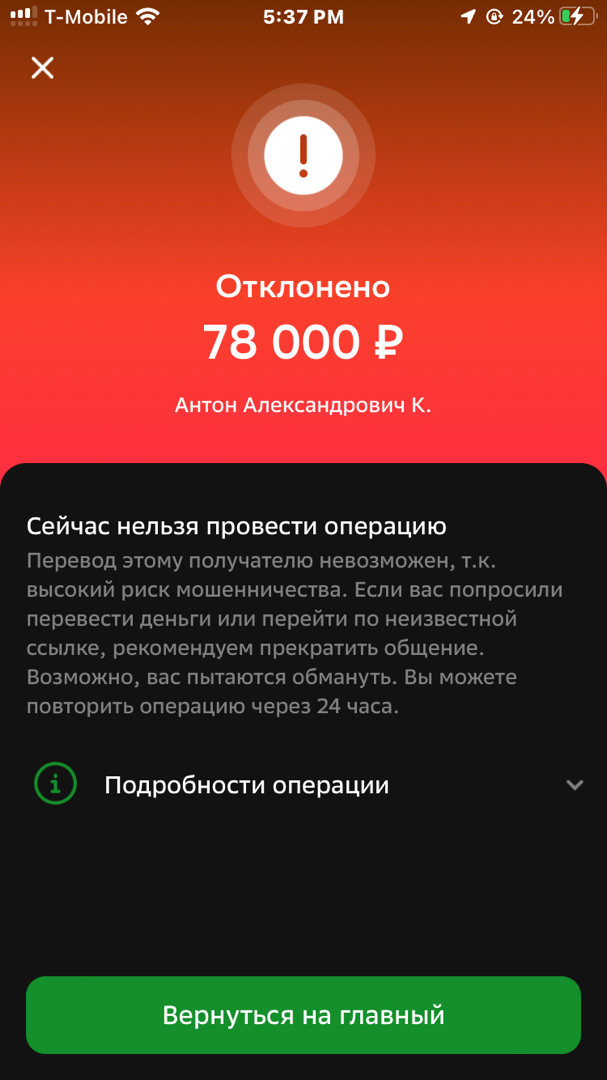 T-Mobile 5:37 PM 24%
Отклонено
78 000 ₽
Антон Александрович К.
Сейчас нельзя провести операцию
Перевод этому получателю невозможен, т.к.
высокий риск мошенничества. Если вас попросили
перевести деньги или перейти по неизвестной
ссылке, рекомендуем прекратить общение.
Возможно, вас пытаются обмануть. Вы можете
повторить операцию через 24 часа.
Подробности операции
Вернуться на главный